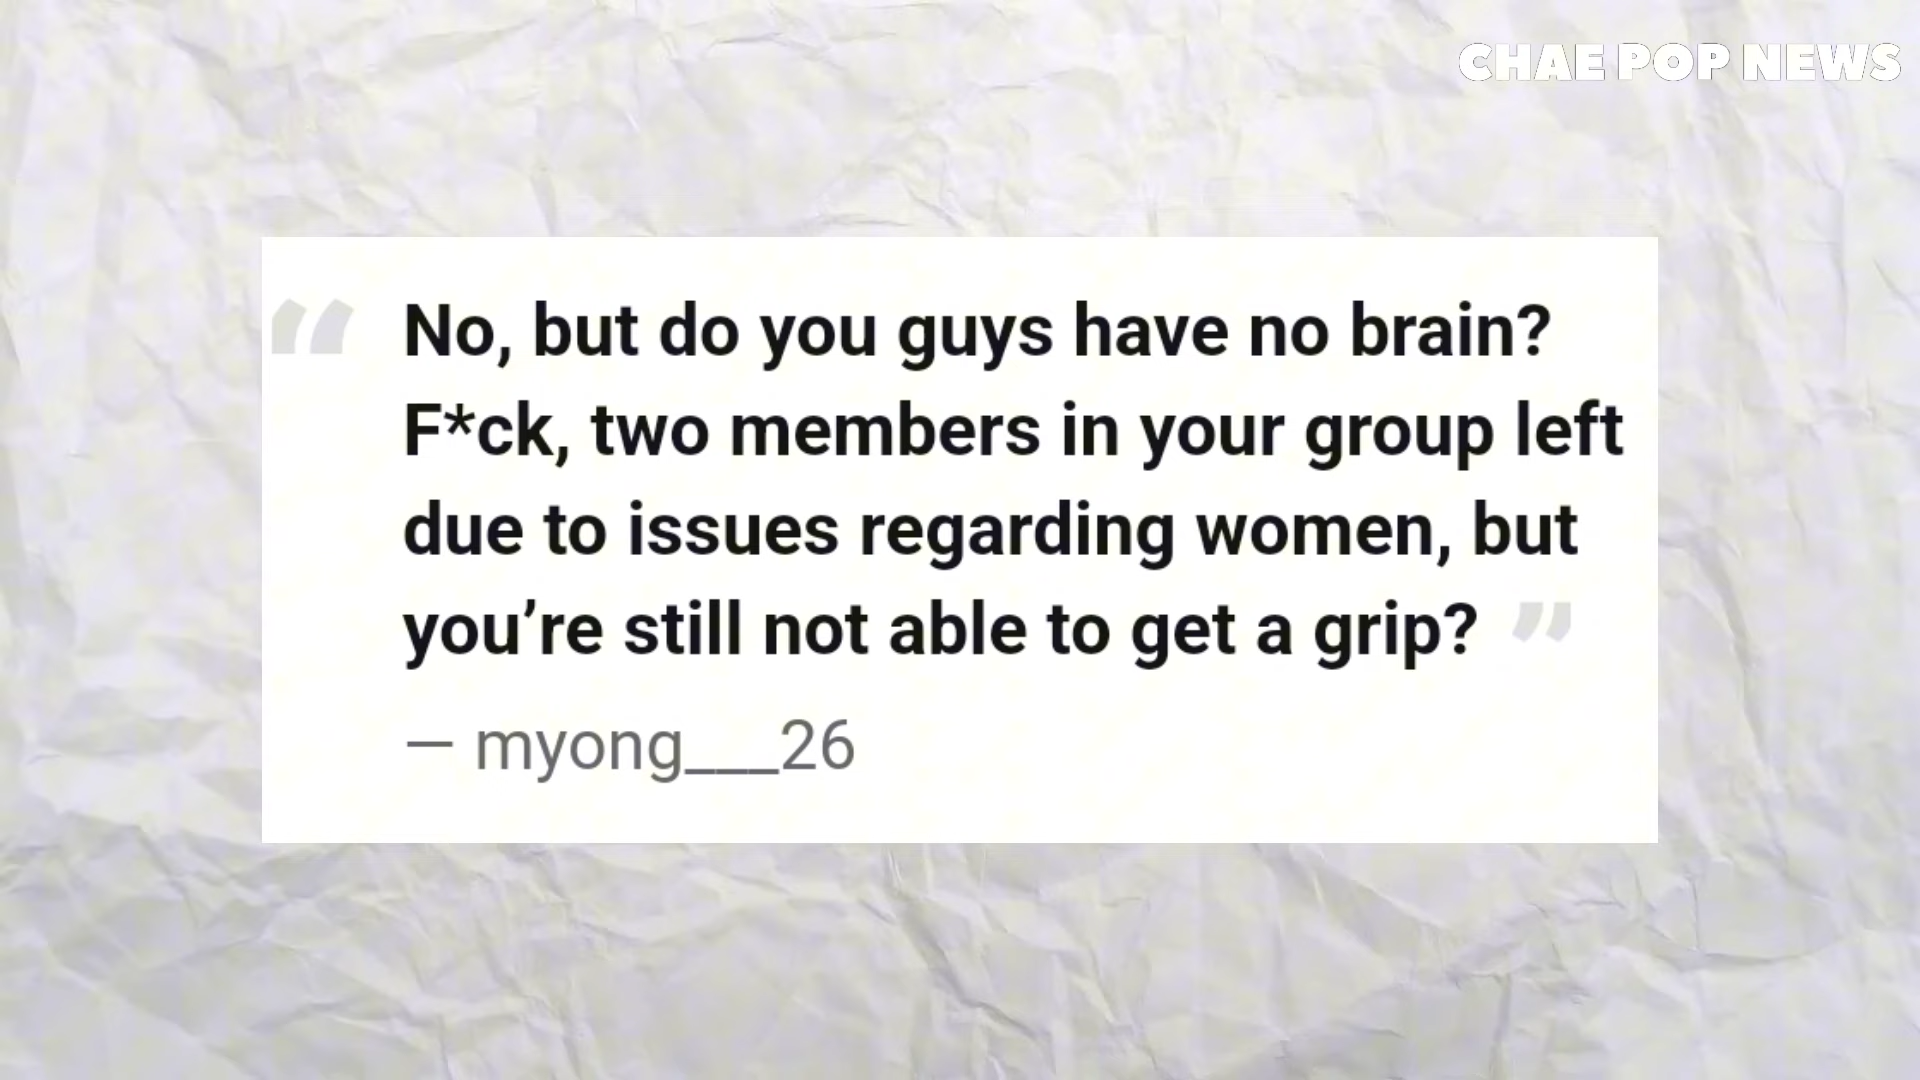 CHAE POP NEWS
“ No, but do you guys have no brain?
F*ck, two members in your group left
due to issues regarding women, but
you’re still not able to get a grip? ”
— myong___26